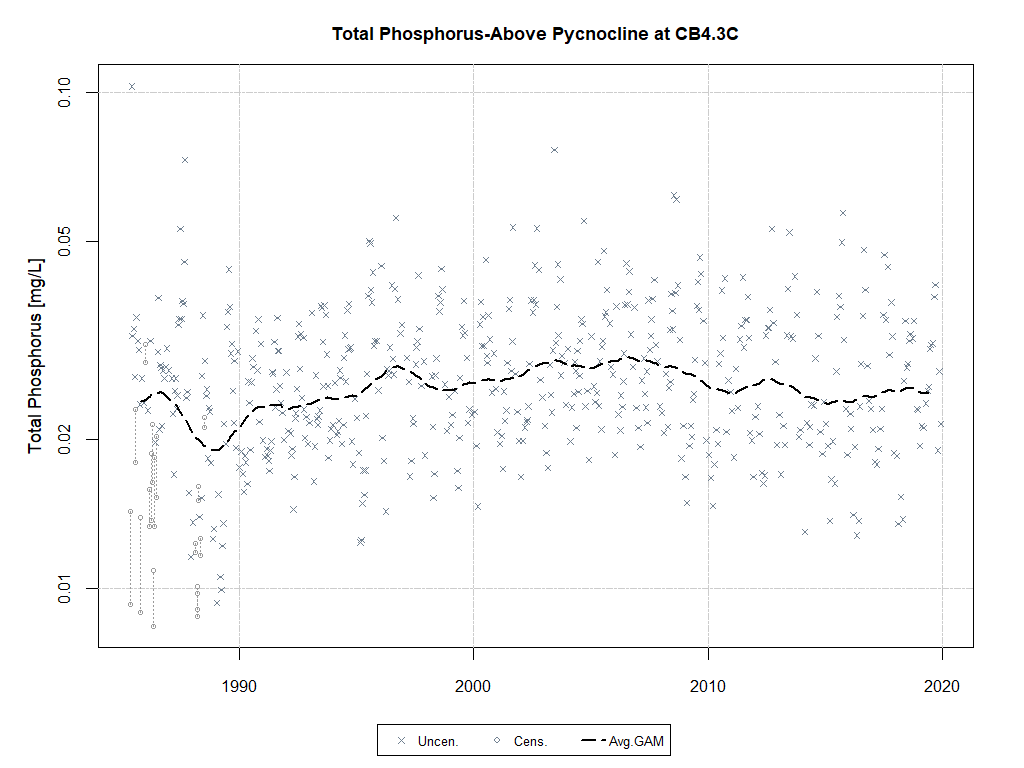 Total Phosphorus-Above Pycnocline at CB4.3C
Total Phosphorus [mg/L]
0.10
0.05
0.02
0.01
1990
2000
2010
2020
Uncen.
Cens.
Avg.GAM